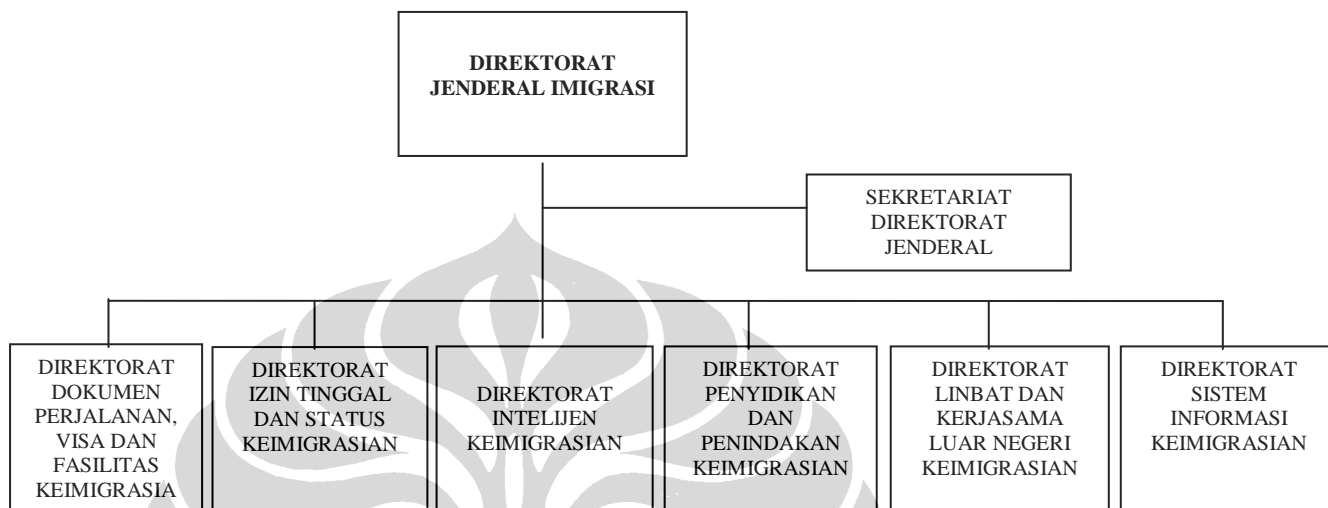 DIREKTORAT
JENDERAL IMIGRASI
SEKRETARIAT
DIREKTORAT
JENDERAL
DIREKTORAT
DOKUMEN
PERJALANAN,
VISA DAN
FASILITAS
KEIMIGRASIA
DIREKTORAT
IZIN TINGGAL
DAN STATUS
KEIMIGRASIAN
DIREKTORAT
INTELIJEN
KEIMIGRASIAN
DIREKTORAT
PENYIDIKAN
DAN
PENINDAKAN
KEIMIGRASIAN
DIREKTORAT
LINBAT DAN
KERJASAMA
LUAR NEGERI
KEIMIGRASIAN
DIREKTORAT
SISTEM
INFORMASI
KEIMIGRASIAN